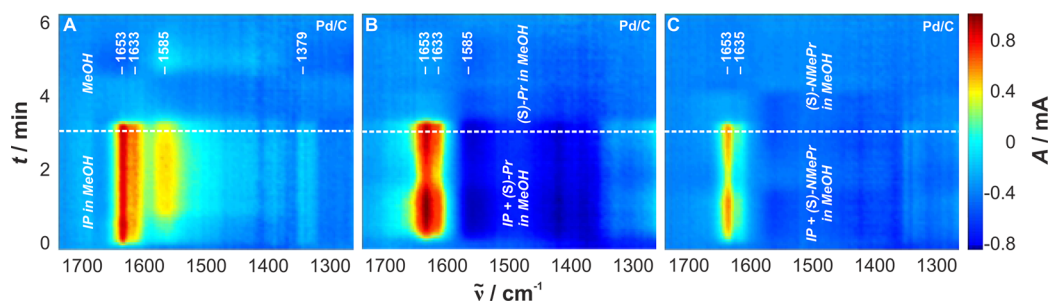 A
Pd/C
1653
1633
1585
1379
MeOH
IP in MeOH
B
Pd/C
1653
1633
1585
(S)-Pr in MeOH
IP + (S)-Pr
in MeOH
C
Pd/C
1653
1635
(S)-NMePr
in MeOH
IP + (S)-NMePr
in MeOH
t / min
6
4
2
0
1700 1600 1500 1400 1300
1700 1600 1500 1400 1300
1700 1600 1500 1400 1300
ṽ / cm⁻¹
0.8
0.4
0
-0.4
-0.8
A / mA